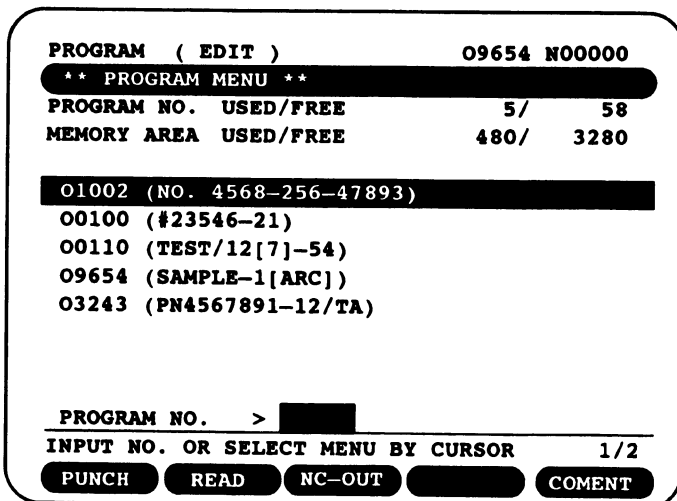 PROGRAM ( EDIT ) O9654 N00000
** PROGRAM MENU **
PROGRAM NO. USED/FREE 5/ 58
MEMORY AREA USED/FREE 480/ 3280
O1002 (NO. 4568-256-47893)
O0100 (#23546-21)
O0110 (TEST/12[7]-54)
O9654 (SAMPLE-1[ARC])
O3243 (PN4567891-12/TA)
PROGRAM NO. >
INPUT NO. OR SELECT MENU BY CURSOR 1/2
PUNCH READ NC-OUT COMENT